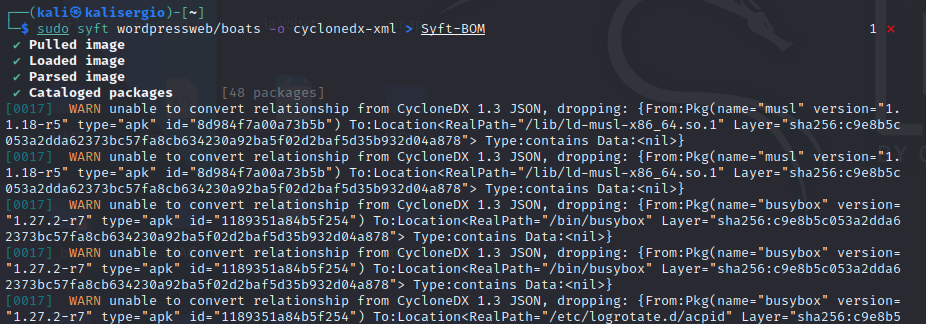 ┌──(kali㉿kalisergio)-[~]
└─$ sudo syft wordpressweb/boats -o cyclonedx-xml > Syft-BOM 1 ⨯
✔ Pulled image
✔ Loaded image
✔ Parsed image
✔ Cataloged packages [48 packages]
[0017] WARN unable to convert relationship from CycloneDX 1.3 JSON, dropping: {From:Pkg(name="musl" version="1.
1.18-r5" type="apk" id="8d984f7a00a73b5b") To:Location<RealPath="/lib/ld-musl-x86_64.so.1" Layer="sha256:c9e8b5c
053a2dda62373bc57fa8cb634230a92ba5f02d2baf5d35b932d04a878"> Type:contains Data:<nil>}
[0017] WARN unable to convert relationship from CycloneDX 1.3 JSON, dropping: {From:Pkg(name="musl" version="1.
1.18-r5" type="apk" id="8d984f7a00a73b5b") To:Location<RealPath="/lib/ld-musl-x86_64.so.1" Layer="sha256:c9e8b5c
053a2dda62373bc57fa8cb634230a92ba5f02d2baf5d35b932d04a878"> Type:contains Data:<nil>}
[0017] WARN unable to convert relationship from CycloneDX 1.3 JSON, dropping: {From:Pkg(name="busybox" version=
"1.27.2-r7" type="apk" id="1189351a84b5f254") To:Location<RealPath="/bin/busybox" Layer="sha256:c9e8b5c053a2dda6
2373bc57fa8cb634230a92ba5f02d2baf5d35b932d04a878"> Type:contains Data:<nil>}
[0017] WARN unable to convert relationship from CycloneDX 1.3 JSON, dropping: {From:Pkg(name="busybox" version=
"1.27.2-r7" type="apk" id="1189351a84b5f254") To:Location<RealPath="/bin/busybox" Layer="sha256:c9e8b5c053a2dda6
2373bc57fa8cb634230a92ba5f02d2baf5d35b932d04a878"> Type:contains Data:<nil>}
[0017] WARN unable to convert relationship from CycloneDX 1.3 JSON, dropping: {From:Pkg(name="busybox" version=
"1.27.2-r7" type="apk" id="1189351a84b5f254") To:Location<RealPath="/etc/logrotate.d/acpid" Layer="sha256:c9e8b5